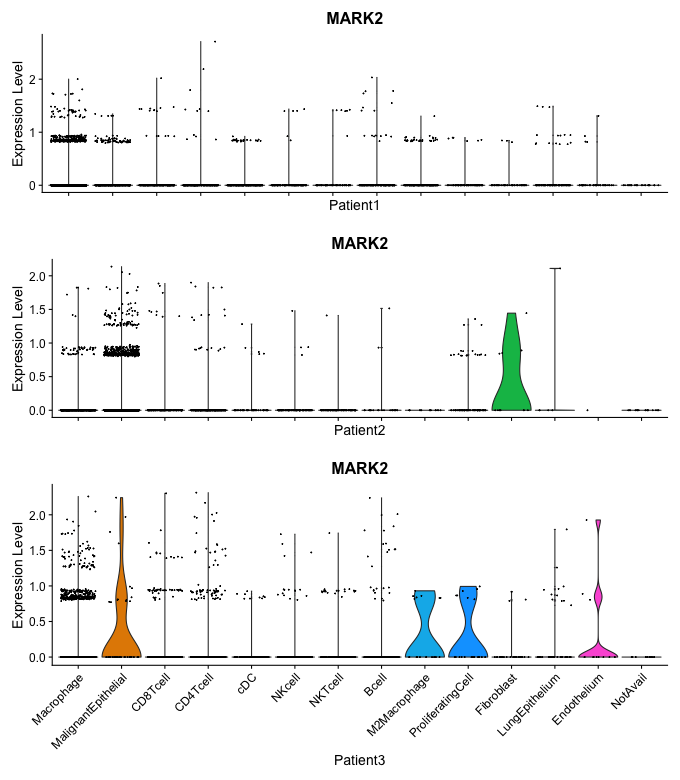 MARK2
Expression Level
2
1
0
Patient1
MARK2
Expression Level
2.0
1.5
1.0
0.5
0.0
Patient2
MARK2
Expression Level
2.0
1.5
1.0
0.5
0.0
Macrophage
MalignantEpithelial
CD8Tcell
CD4Tcell
cDC
NKcell
NKTcell
Bcell
M2Macrophage
ProliferatingCell
Fibroblast
LungEpithelium
Endothelium
NotAvail
Patient3